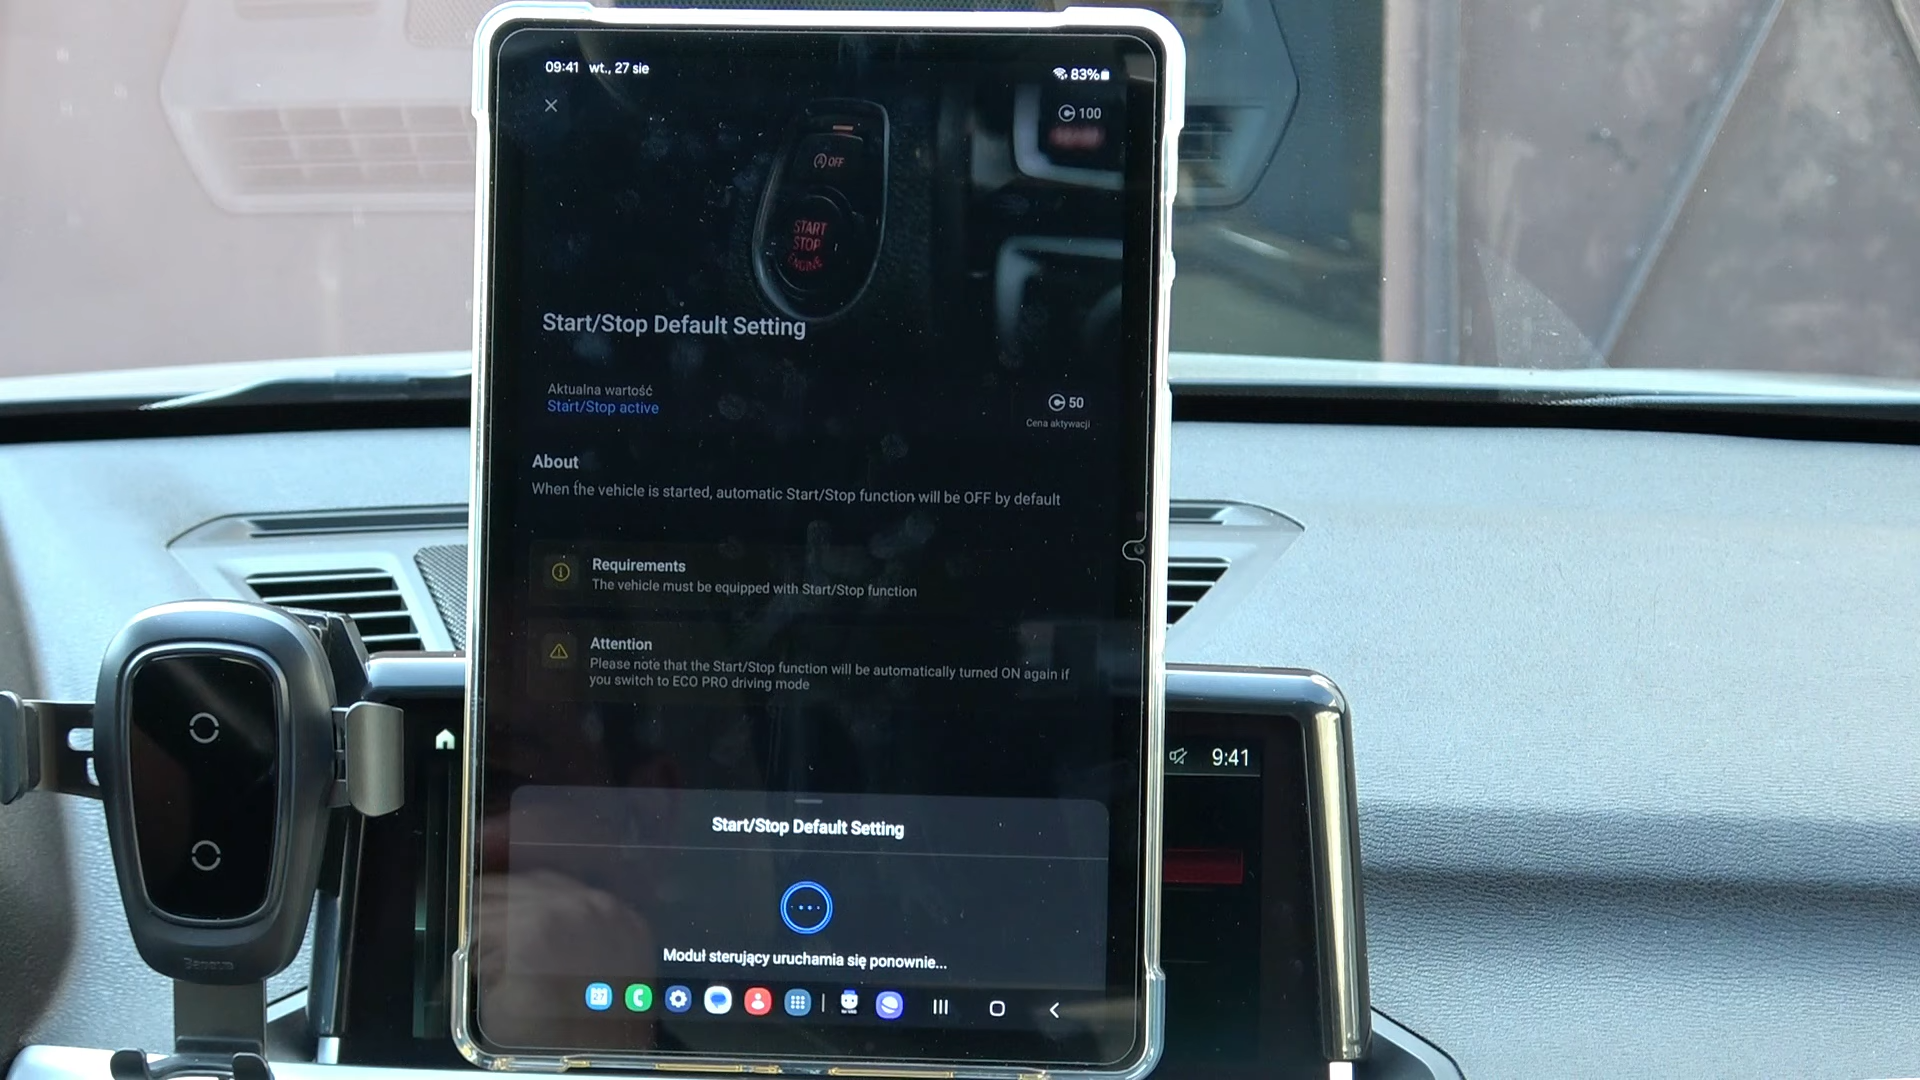 09:41 wt., 27 sie
83%
100
OFF
START
STOP
ENGINE
Start/Stop Default Setting
Aktualna wartość
Start/Stop active
50
Cena aktywacji
About
When the vehicle is started, automatic Start/Stop function will be OFF by default
Requirements
The vehicle must be equipped with Start/Stop function
Attention
Please note that the Start/Stop function will be automatically turned ON again if
you switch to ECO PRO driving mode
9:41
Start/Stop Default Setting
Moduł sterujący uruchamia się ponownie...
Baseus